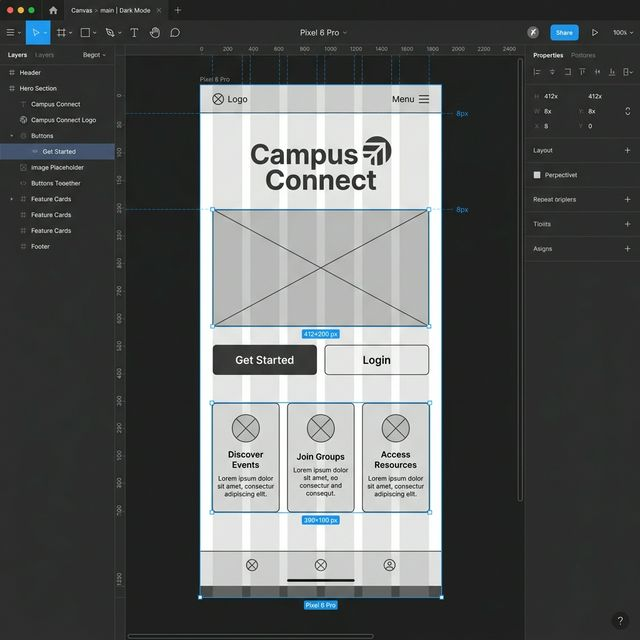 Canvas > main | Dark Mode
Pixel 6 Pro
Share
100%
Layers
Layers
Begot
Header
Hero Section
Campus Connect
Campus Connect Logo
Buttons
Get Started
image Placeholder
Buttons Toether
Feature Cards
Feature Cards
Feature Cards
Footer
0 200 280 400 600 800 1000 1200 1400 1600 1800 2000 2200 2400
Pixel 6 Pro
Logo
Menu
8px
Campus
Connect
8px
412+200 px
Get Started
Login
Discover
Events
Lorem ipsum dolor
sit amet, consectur
adipiscing elit.
Join Groups
Lorem ipsum dolor
sit amet, eo
consectur and
consequt.
Access
Resources
Lorem ipsum dolor
sit amet, consectur
adipiscing ellt.
390×100 px
Pixel 6 Pro
Properties
Postores
H: 412x 412x
W: 8x Y: 8x
X: 8 Y: 0
Layout
Perpectivet
Repeat oriplers
Tloiits
Asigns
?